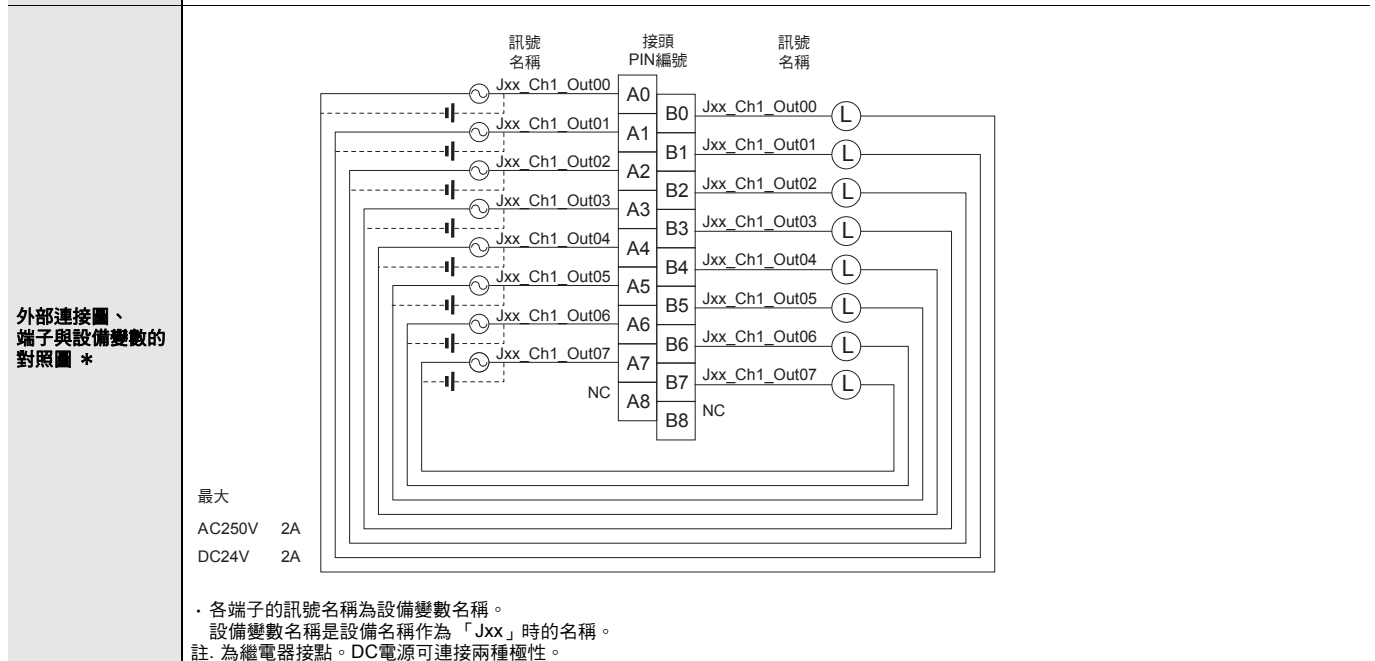 訊號
名稱
接頭
PIN編號
訊號
名稱
Jxx_Ch1_Out00
A0
B0
Jxx_Ch1_Out00
L
Jxx_Ch1_Out01
A1
B1
Jxx_Ch1_Out01
L
Jxx_Ch1_Out02
A2
B2
Jxx_Ch1_Out02
L
Jxx_Ch1_Out03
A3
B3
Jxx_Ch1_Out03
L
Jxx_Ch1_Out04
A4
B4
Jxx_Ch1_Out04
L
Jxx_Ch1_Out05
A5
B5
Jxx_Ch1_Out05
L
Jxx_Ch1_Out06
A6
B6
Jxx_Ch1_Out06
L
Jxx_Ch1_Out07
A7
B7
Jxx_Ch1_Out07
L
NC
A8
B8
NC
外部連接圖、
端子與設備變數的
對照圖 *
最大
AC250V 2A
DC24V 2A
・各端子的訊號名稱為設備變數名稱。
設備變數名稱是設備名稱作為「Jxx」時的名稱。
註. 為繼電器接點。DC電源可連接兩種極性。